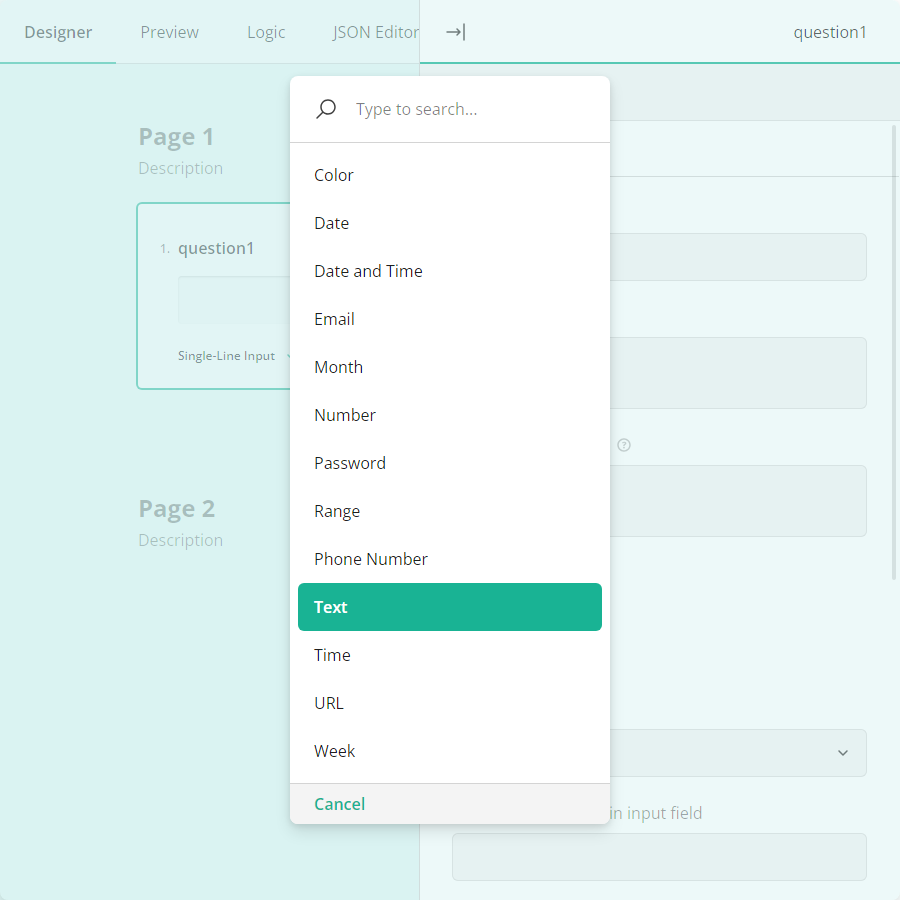 Designer Preview Logic JSON Editor question1
Type to search...
Page 1
Description
1. question1
Single-Line Input
Page 2
Description
Color
Date
Date and Time
Email
Month
Number
Password
Range
Phone Number
Text
Time
URL
Week
Cancel
in input field